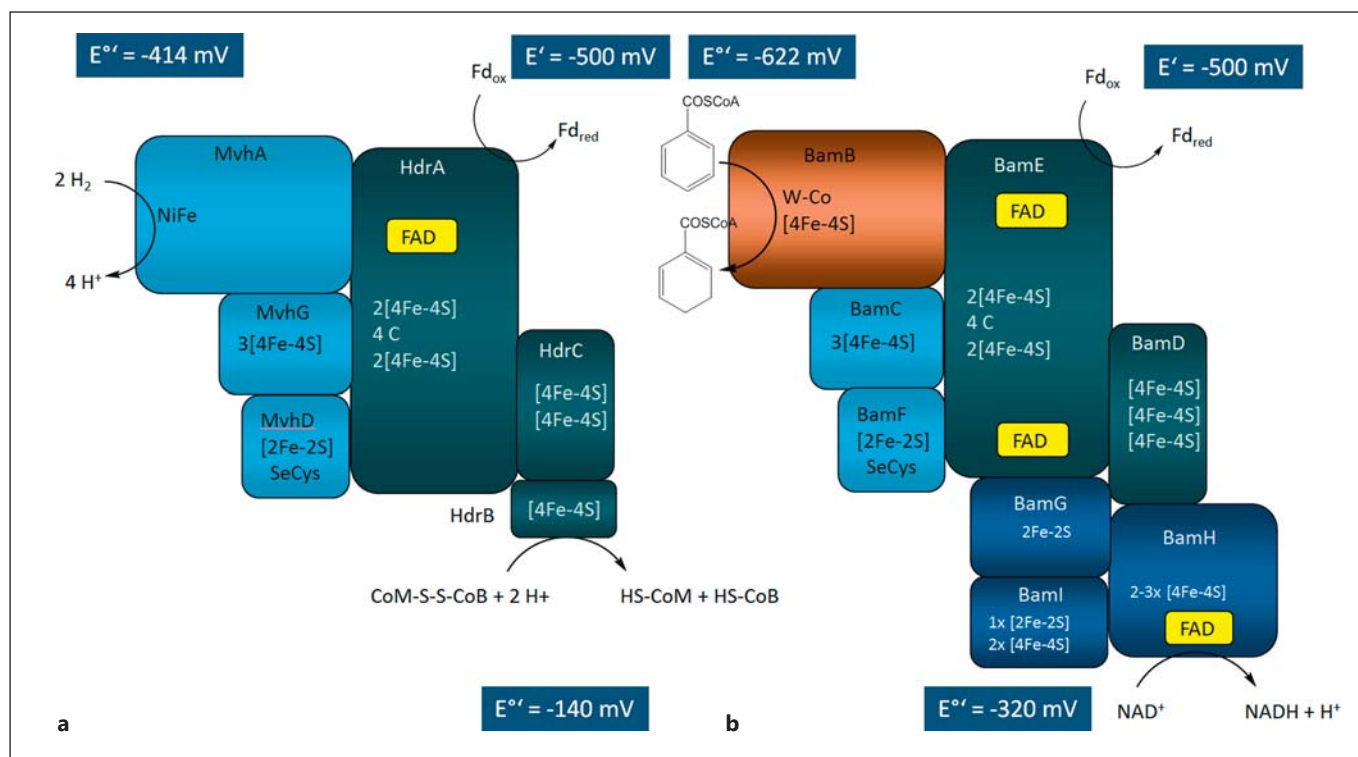 E°‘ = -414 mV
E‘ = -500 mV
Fd_ox
Fd_red
MvhA
2 H₂
NiFe
4 H⁺
HdrA
FAD
2[4Fe-4S]
4 C
2[4Fe-4S]
MvhG
3[4Fe-4S]
MvhD
[2Fe-2S]
SeCys
HdrC
[4Fe-4S]
[4Fe-4S]
HdrB
[4Fe-4S]
CoM-S-S-CoB + 2 H+
HS-CoM + HS-CoB
E°‘ = -140 mV
a
E°‘ = -622 mV
E‘ = -500 mV
Fd_ox
Fd_red
COSCoA
COSCoA
BamB
W-Co
[4Fe-4S]
BamE
FAD
2[4Fe-4S]
4 C
2[4Fe-4S]
FAD
BamC
3[4Fe-4S]
BamF
[2Fe-2S]
SeCys
BamD
[4Fe-4S]
[4Fe-4S]
[4Fe-4S]
BamG
2Fe-2S
BamI
1x [2Fe-2S]
2x [4Fe-4S]
BamH
2-3x [4Fe-4S]
FAD
E°‘ = -320 mV
NAD⁺
NADH + H⁺
b